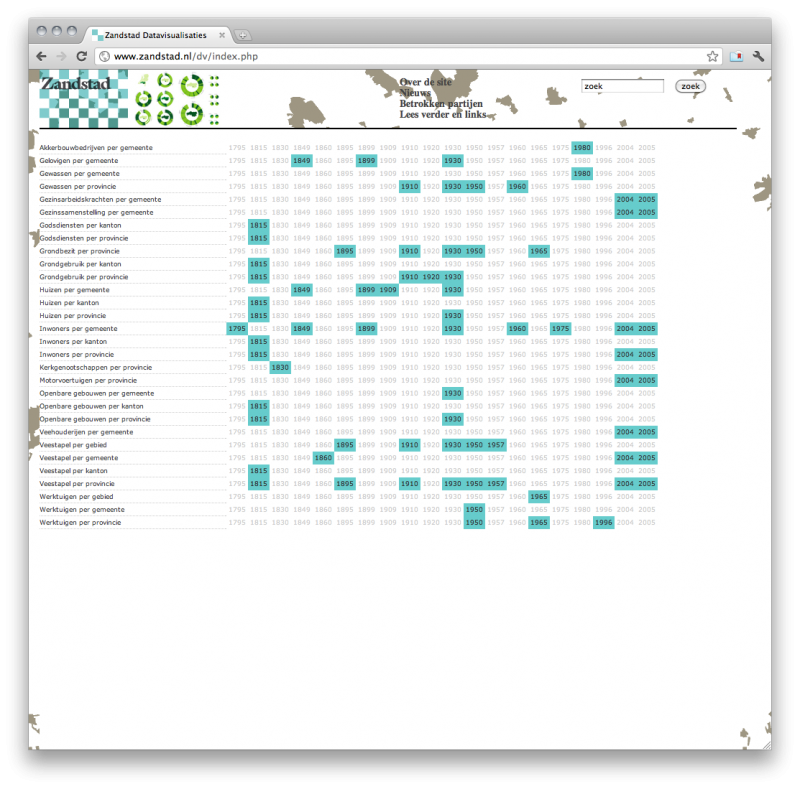 Zandstad Datavisualisaties
www.zandstad.nl/dv/index.php
Zandstad
Over de site
Nieuws
Betrokken partijen
Lees verder en links
zoek zoek
Akkerbouwbedrijven per gemeente 1795 1815 1830 1849 1860 1895 1899 1909 1910 1920 1930 1950 1957 1960 1965 1975 1980 1996 2004 2005
Gelovigen per gemeente 1795 1815 1830 1849 1860 1895 1899 1909 1910 1920 1930 1950 1957 1960 1965 1975 1980 1996 2004 2005
Gewassen per gemeente 1795 1815 1830 1849 1860 1895 1899 1909 1910 1920 1930 1950 1957 1960 1965 1975 1980 1996 2004 2005
Gewassen per provincie 1795 1815 1830 1849 1860 1895 1899 1909 1910 1920 1930 1950 1957 1960 1965 1975 1980 1996 2004 2005
Gezinsarbeidskrachten per gemeente 1795 1815 1830 1849 1860 1895 1899 1909 1910 1920 1930 1950 1957 1960 1965 1975 1980 1996 2004 2005
Gezinssamenstelling per gemeente 1795 1815 1830 1849 1860 1895 1899 1909 1910 1920 1930 1950 1957 1960 1965 1975 1980 1996 2004 2005
Godsdiensten per kanton 1795 1815 1830 1849 1860 1895 1899 1909 1910 1920 1930 1950 1957 1960 1965 1975 1980 1996 2004 2005
Godsdiensten per provincie 1795 1815 1830 1849 1860 1895 1899 1909 1910 1920 1930 1950 1957 1960 1965 1975 1980 1996 2004 2005
Grondbezit per provincie 1795 1815 1830 1849 1860 1895 1899 1909 1910 1920 1930 1950 1957 1960 1965 1975 1980 1996 2004 2005
Grondgebruik per kanton 1795 1815 1830 1849 1860 1895 1899 1909 1910 1920 1930 1950 1957 1960 1965 1975 1980 1996 2004 2005
Grondgebruik per provincie 1795 1815 1830 1849 1860 1895 1899 1909 1910 1920 1930 1950 1957 1960 1965 1975 1980 1996 2004 2005
Huizen per gemeente 1795 1815 1830 1849 1860 1895 1899 1909 1910 1920 1930 1950 1957 1960 1965 1975 1980 1996 2004 2005
Huizen per kanton 1795 1815 1830 1849 1860 1895 1899 1909 1910 1920 1930 1950 1957 1960 1965 1975 1980 1996 2004 2005
Huizen per provincie 1795 1815 1830 1849 1860 1895 1899 1909 1910 1920 1930 1950 1957 1960 1965 1975 1980 1996 2004 2005
Inwoners per gemeente 1795 1815 1830 1849 1860 1895 1899 1909 1910 1920 1930 1950 1957 1960 1965 1975 1980 1996 2004 2005
Inwoners per kanton 1795 1815 1830 1849 1860 1895 1899 1909 1910 1920 1930 1950 1957 1960 1965 1975 1980 1996 2004 2005
Inwoners per provincie 1795 1815 1830 1849 1860 1895 1899 1909 1910 1920 1930 1950 1957 1960 1965 1975 1980 1996 2004 2005
Kerkgenootschappen per provincie 1795 1815 1830 1849 1860 1895 1899 1909 1910 1920 1930 1950 1957 1960 1965 1975 1980 1996 2004 2005
Motorvoertuigen per provincie 1795 1815 1830 1849 1860 1895 1899 1909 1910 1920 1930 1950 1957 1960 1965 1975 1980 1996 2004 2005
Openbare gebouwen per gemeente 1795 1815 1830 1849 1860 1895 1899 1909 1910 1920 1930 1950 1957 1960 1965 1975 1980 1996 2004 2005
Openbare gebouwen per kanton 1795 1815 1830 1849 1860 1895 1899 1909 1910 1920 1930 1950 1957 1960 1965 1975 1980 1996 2004 2005
Openbare gebouwen per provincie 1795 1815 1830 1849 1860 1895 1899 1909 1910 1920 1930 1950 1957 1960 1965 1975 1980 1996 2004 2005
Veehouderijen per gemeente 1795 1815 1830 1849 1860 1895 1899 1909 1910 1920 1930 1950 1957 1960 1965 1975 1980 1996 2004 2005
Veestapel per gebied 1795 1815 1830 1849 1860 1895 1899 1909 1910 1920 1930 1950 1957 1960 1965 1975 1980 1996 2004 2005
Veestapel per gemeente 1795 1815 1830 1849 1860 1895 1899 1909 1910 1920 1930 1950 1957 1960 1965 1975 1980 1996 2004 2005
Veestapel per kanton 1795 1815 1830 1849 1860 1895 1899 1909 1910 1920 1930 1950 1957 1960 1965 1975 1980 1996 2004 2005
Veestapel per provincie 1795 1815 1830 1849 1860 1895 1899 1909 1910 1920 1930 1950 1957 1960 1965 1975 1980 1996 2004 2005
Werktuigen per gebied 1795 1815 1830 1849 1860 1895 1899 1909 1910 1920 1930 1950 1957 1960 1965 1975 1980 1996 2004 2005
Werktuigen per gemeente 1795 1815 1830 1849 1860 1895 1899 1909 1910 1920 1930 1950 1957 1960 1965 1975 1980 1996 2004 2005
Werktuigen per provincie 1795 1815 1830 1849 1860 1895 1899 1909 1910 1920 1930 1950 1957 1960 1965 1975 1980 1996 2004 2005